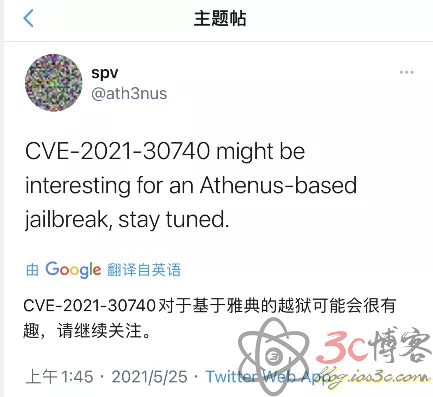 主题帖
spv
@ath3nus
CVE-2021-30740 might be
interesting for an Athenus-based
jailbreak, stay tuned.
由 Google 翻译自英语
CVE-2021-30740对于基于雅典的越狱可能会很有
趣，请继续关注。
上午1:45 · 2021/5/25 · Twitter Web App
3c博客
blog.ios3c.com